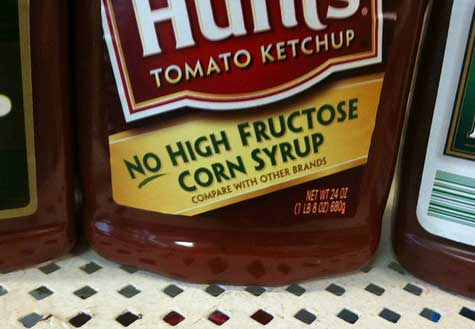 Hunt's
TOMATO KETCHUP
NO HIGH FRUCTOSE
CORN SYRUP
COMPARE WITH OTHER BRANDS
NET WT 24 OZ
(1 LB 8 OZ) 680g